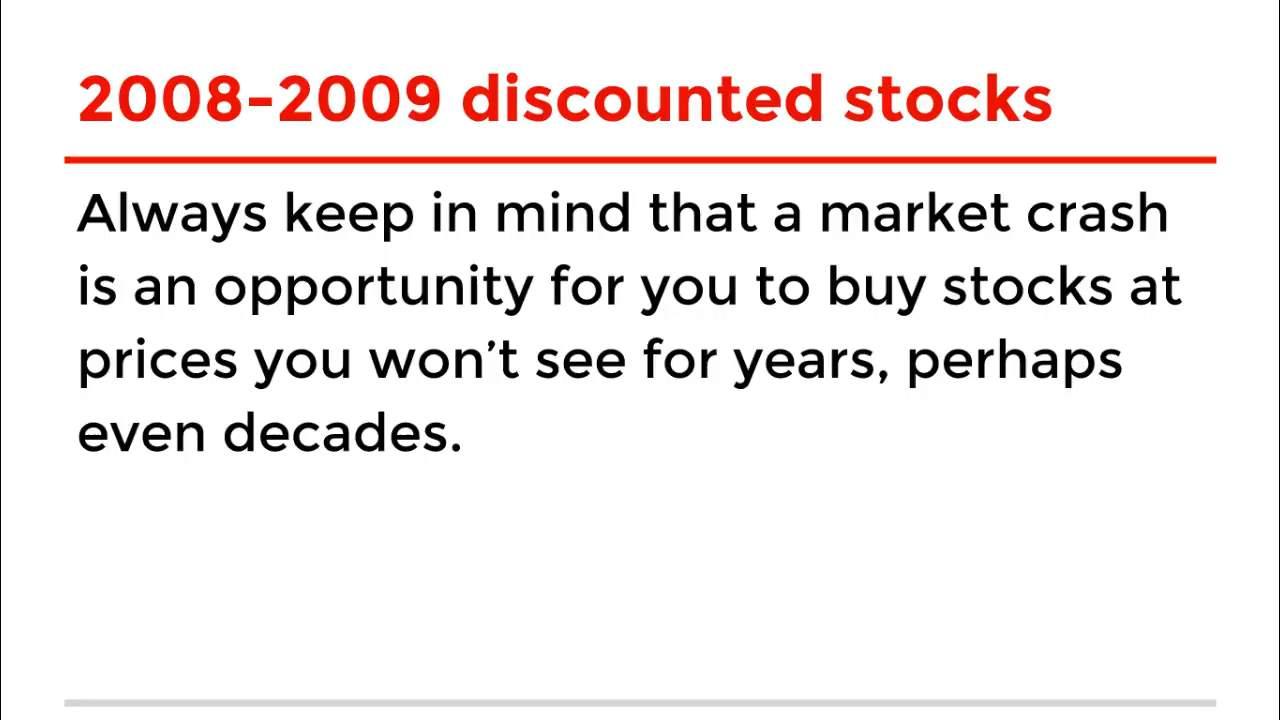 2008-2009 discounted stocks
Always keep in mind that a market crash
is an opportunity for you to buy stocks at
prices you won’t see for years, perhaps
even decades.